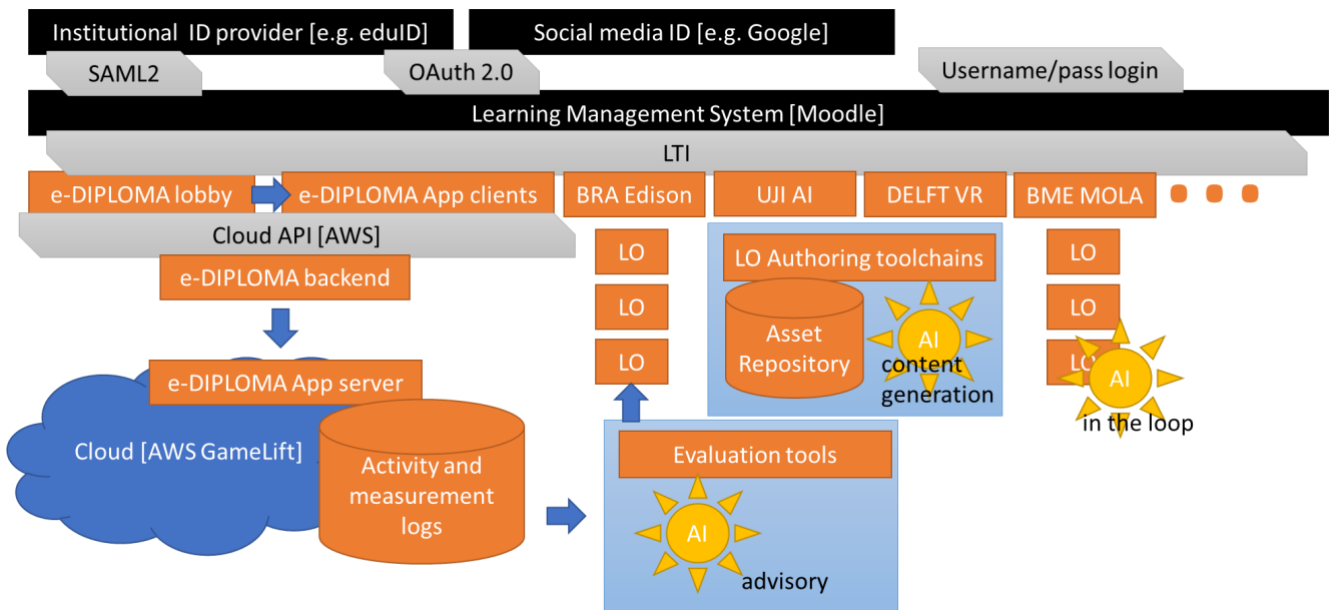 Institutional ID provider [e.g. eduID]
Social media ID [e.g. Google]
SAML2
OAuth 2.0
Username/pass login
Learning Management System [Moodle]
LTI
e-DIPLOMA lobby
e-DIPLOMA App clients
BRA Edison
UJI AI
DELFT VR
BME MOLA
Cloud API [AWS]
e-DIPLOMA backend
LO
LO
LO
LO Authoring toolchains
Asset
Repository
AI
content
generation
LO
LO
LO
AI
in the loop
e-DIPLOMA App server
Cloud [AWS GameLift]
Activity and
measurement
logs
Evaluation tools
AI
advisory